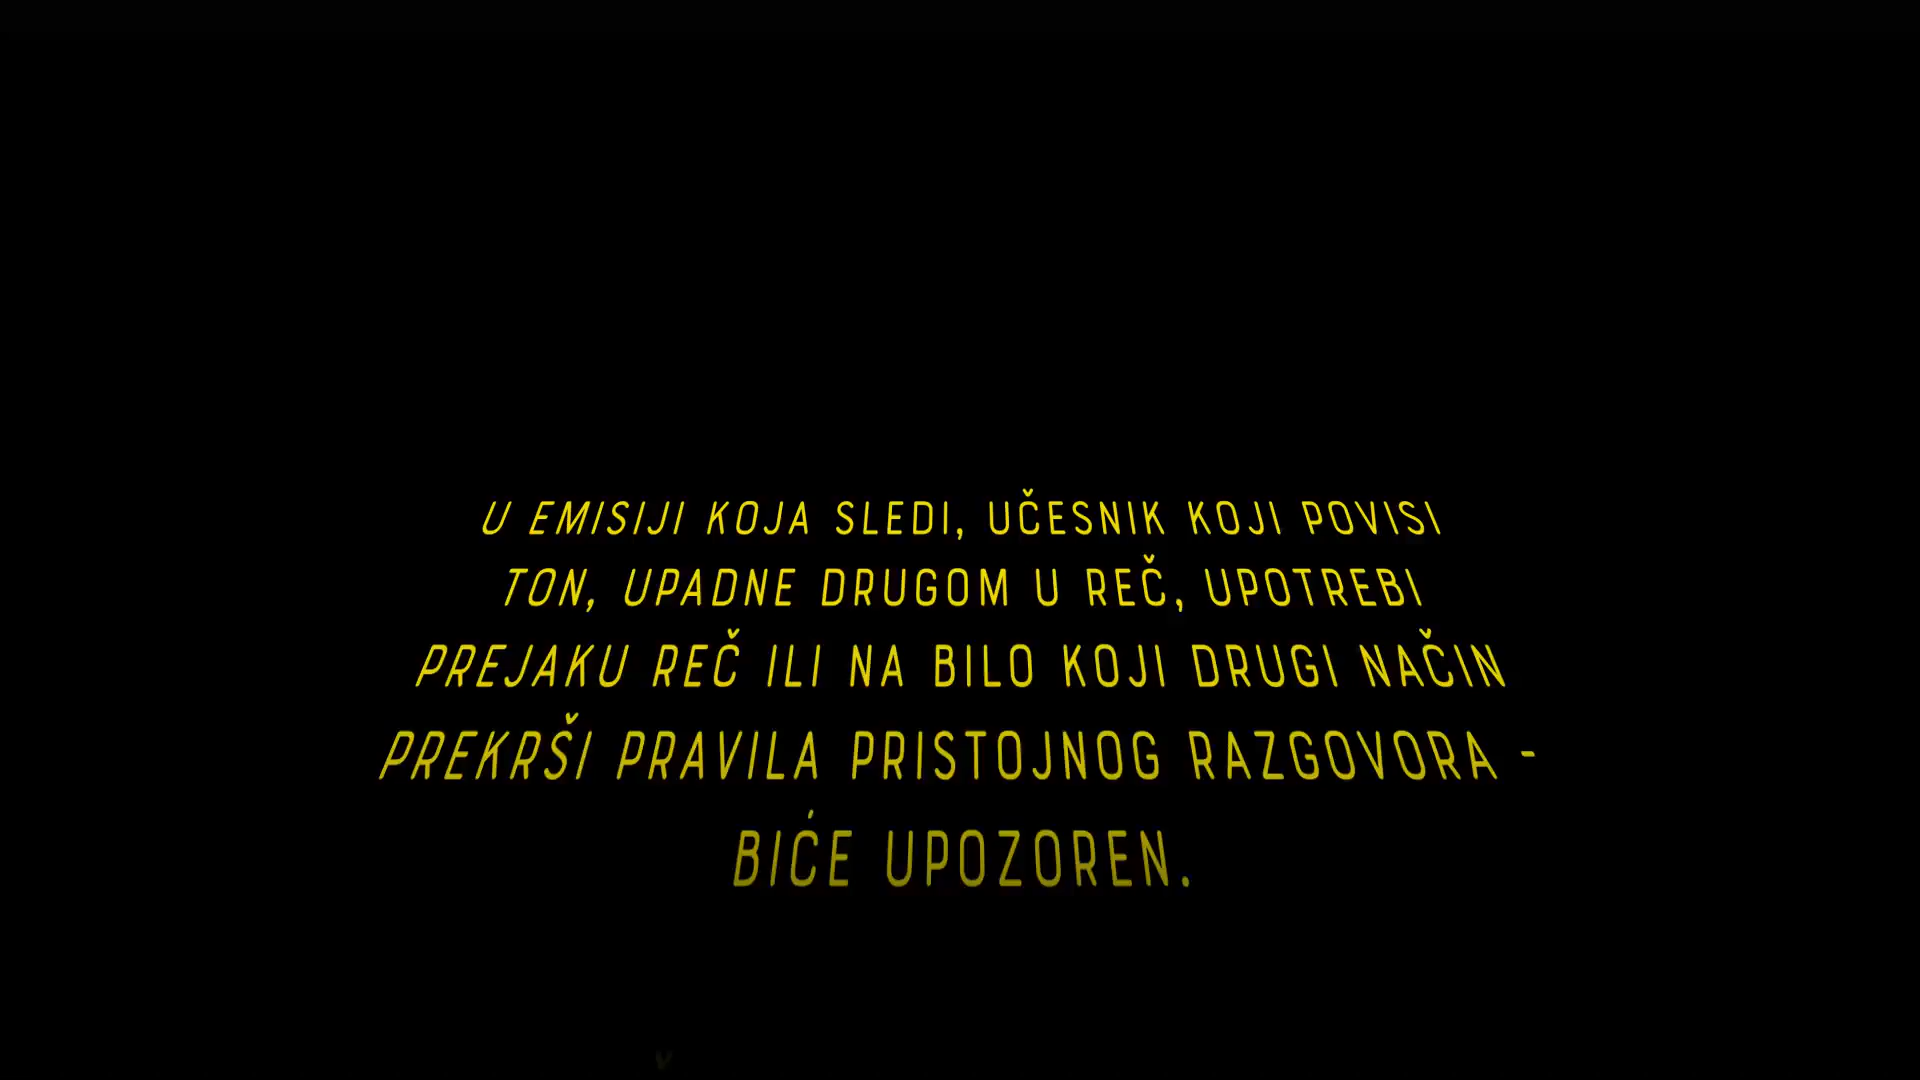 U EMISIJI KOJA SLEDI, UČESNIK KOJI POVISI
TON, UPADNE DRUGOM U REČ, UPOTREBI
PREJAKU REČ ILI NA BILO KOJI DRUGI NAČIN
PREKRŠI PRAVILA PRISTOJNOG RAZGOVORA -
BIĆE UPOZOREN.